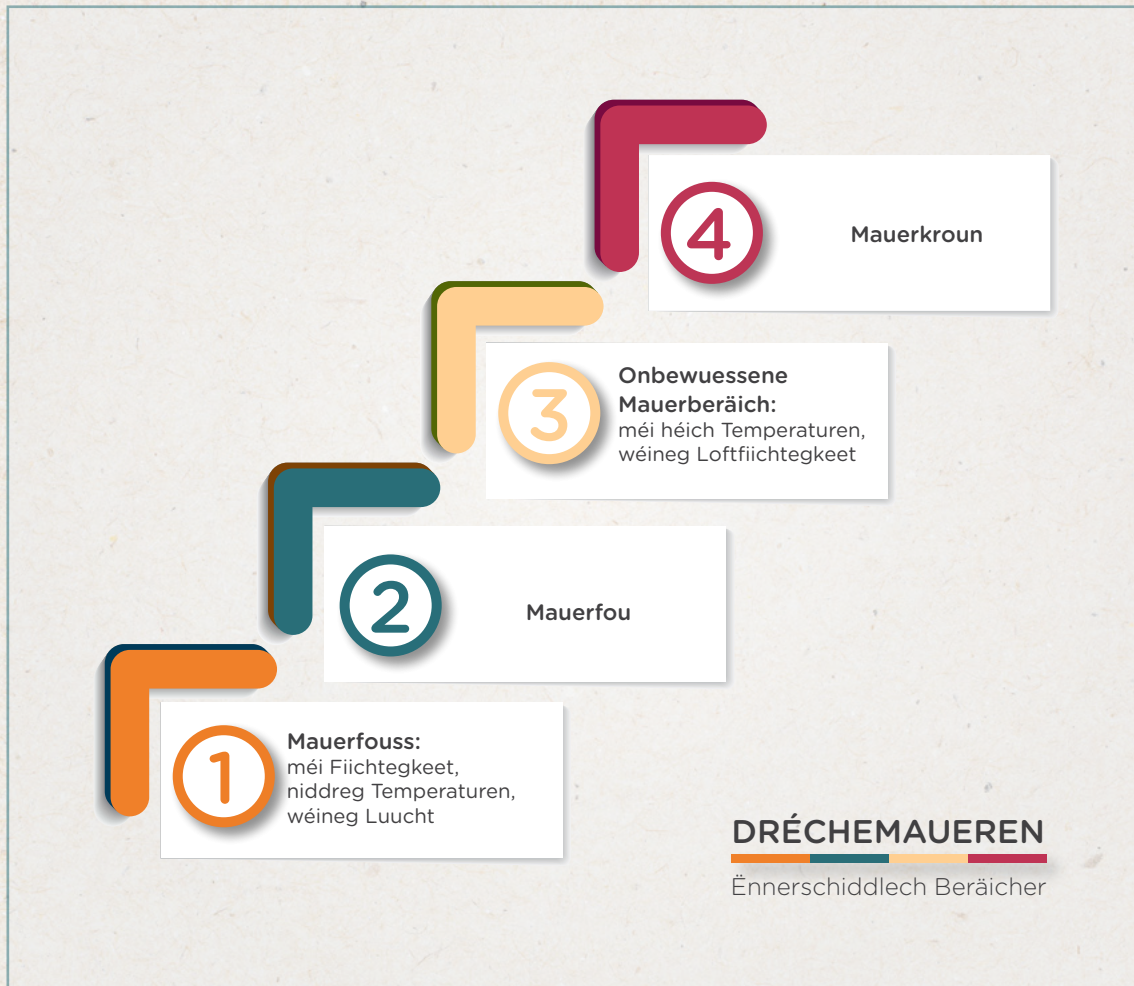 4
Mauerkroun
3
Onbewuessene
Mauerberäich:
méi héich Temperaturen,
wéineg Loftfiichtegkeet
2
Mauerfou
1
Mauerfouss:
méi Fiichtegkeet,
niddreg Temperaturen,
wéineg Luucht
DRÉCHEMAUEREN
Ënnerschiddlech Beräicher